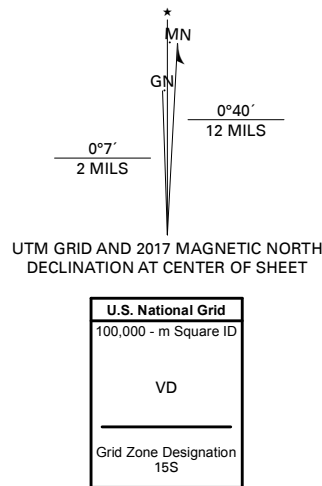 ★
MN
GN
0°40´
12 MILS
0°7´
2 MILS
UTM GRID AND 2017 MAGNETIC NORTH
DECLINATION AT CENTER OF SHEET
U.S. National Grid
100,000 - m Square ID
VD
Grid Zone Designation
15S